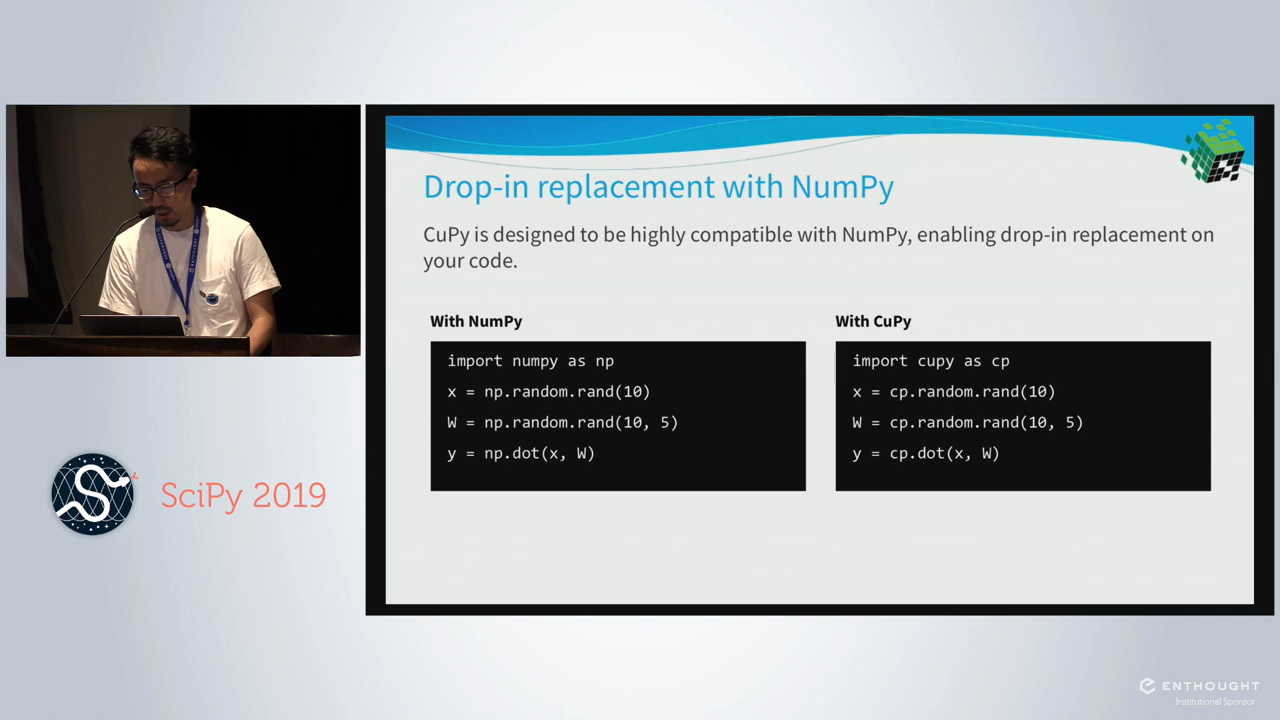 Drop-in replacement with NumPy
CuPy is designed to be highly compatible with NumPy, enabling drop-in replacement on
your code.
With NumPy
import numpy as np
x = np.random.rand(10)
W = np.random.rand(10, 5)
y = np.dot(x, W)
With CuPy
import cupy as cp
x = cp.random.rand(10)
W = cp.random.rand(10, 5)
y = cp.dot(x, W)
SciPy 2019
ENTHOUGHT
Institutional Sponsor